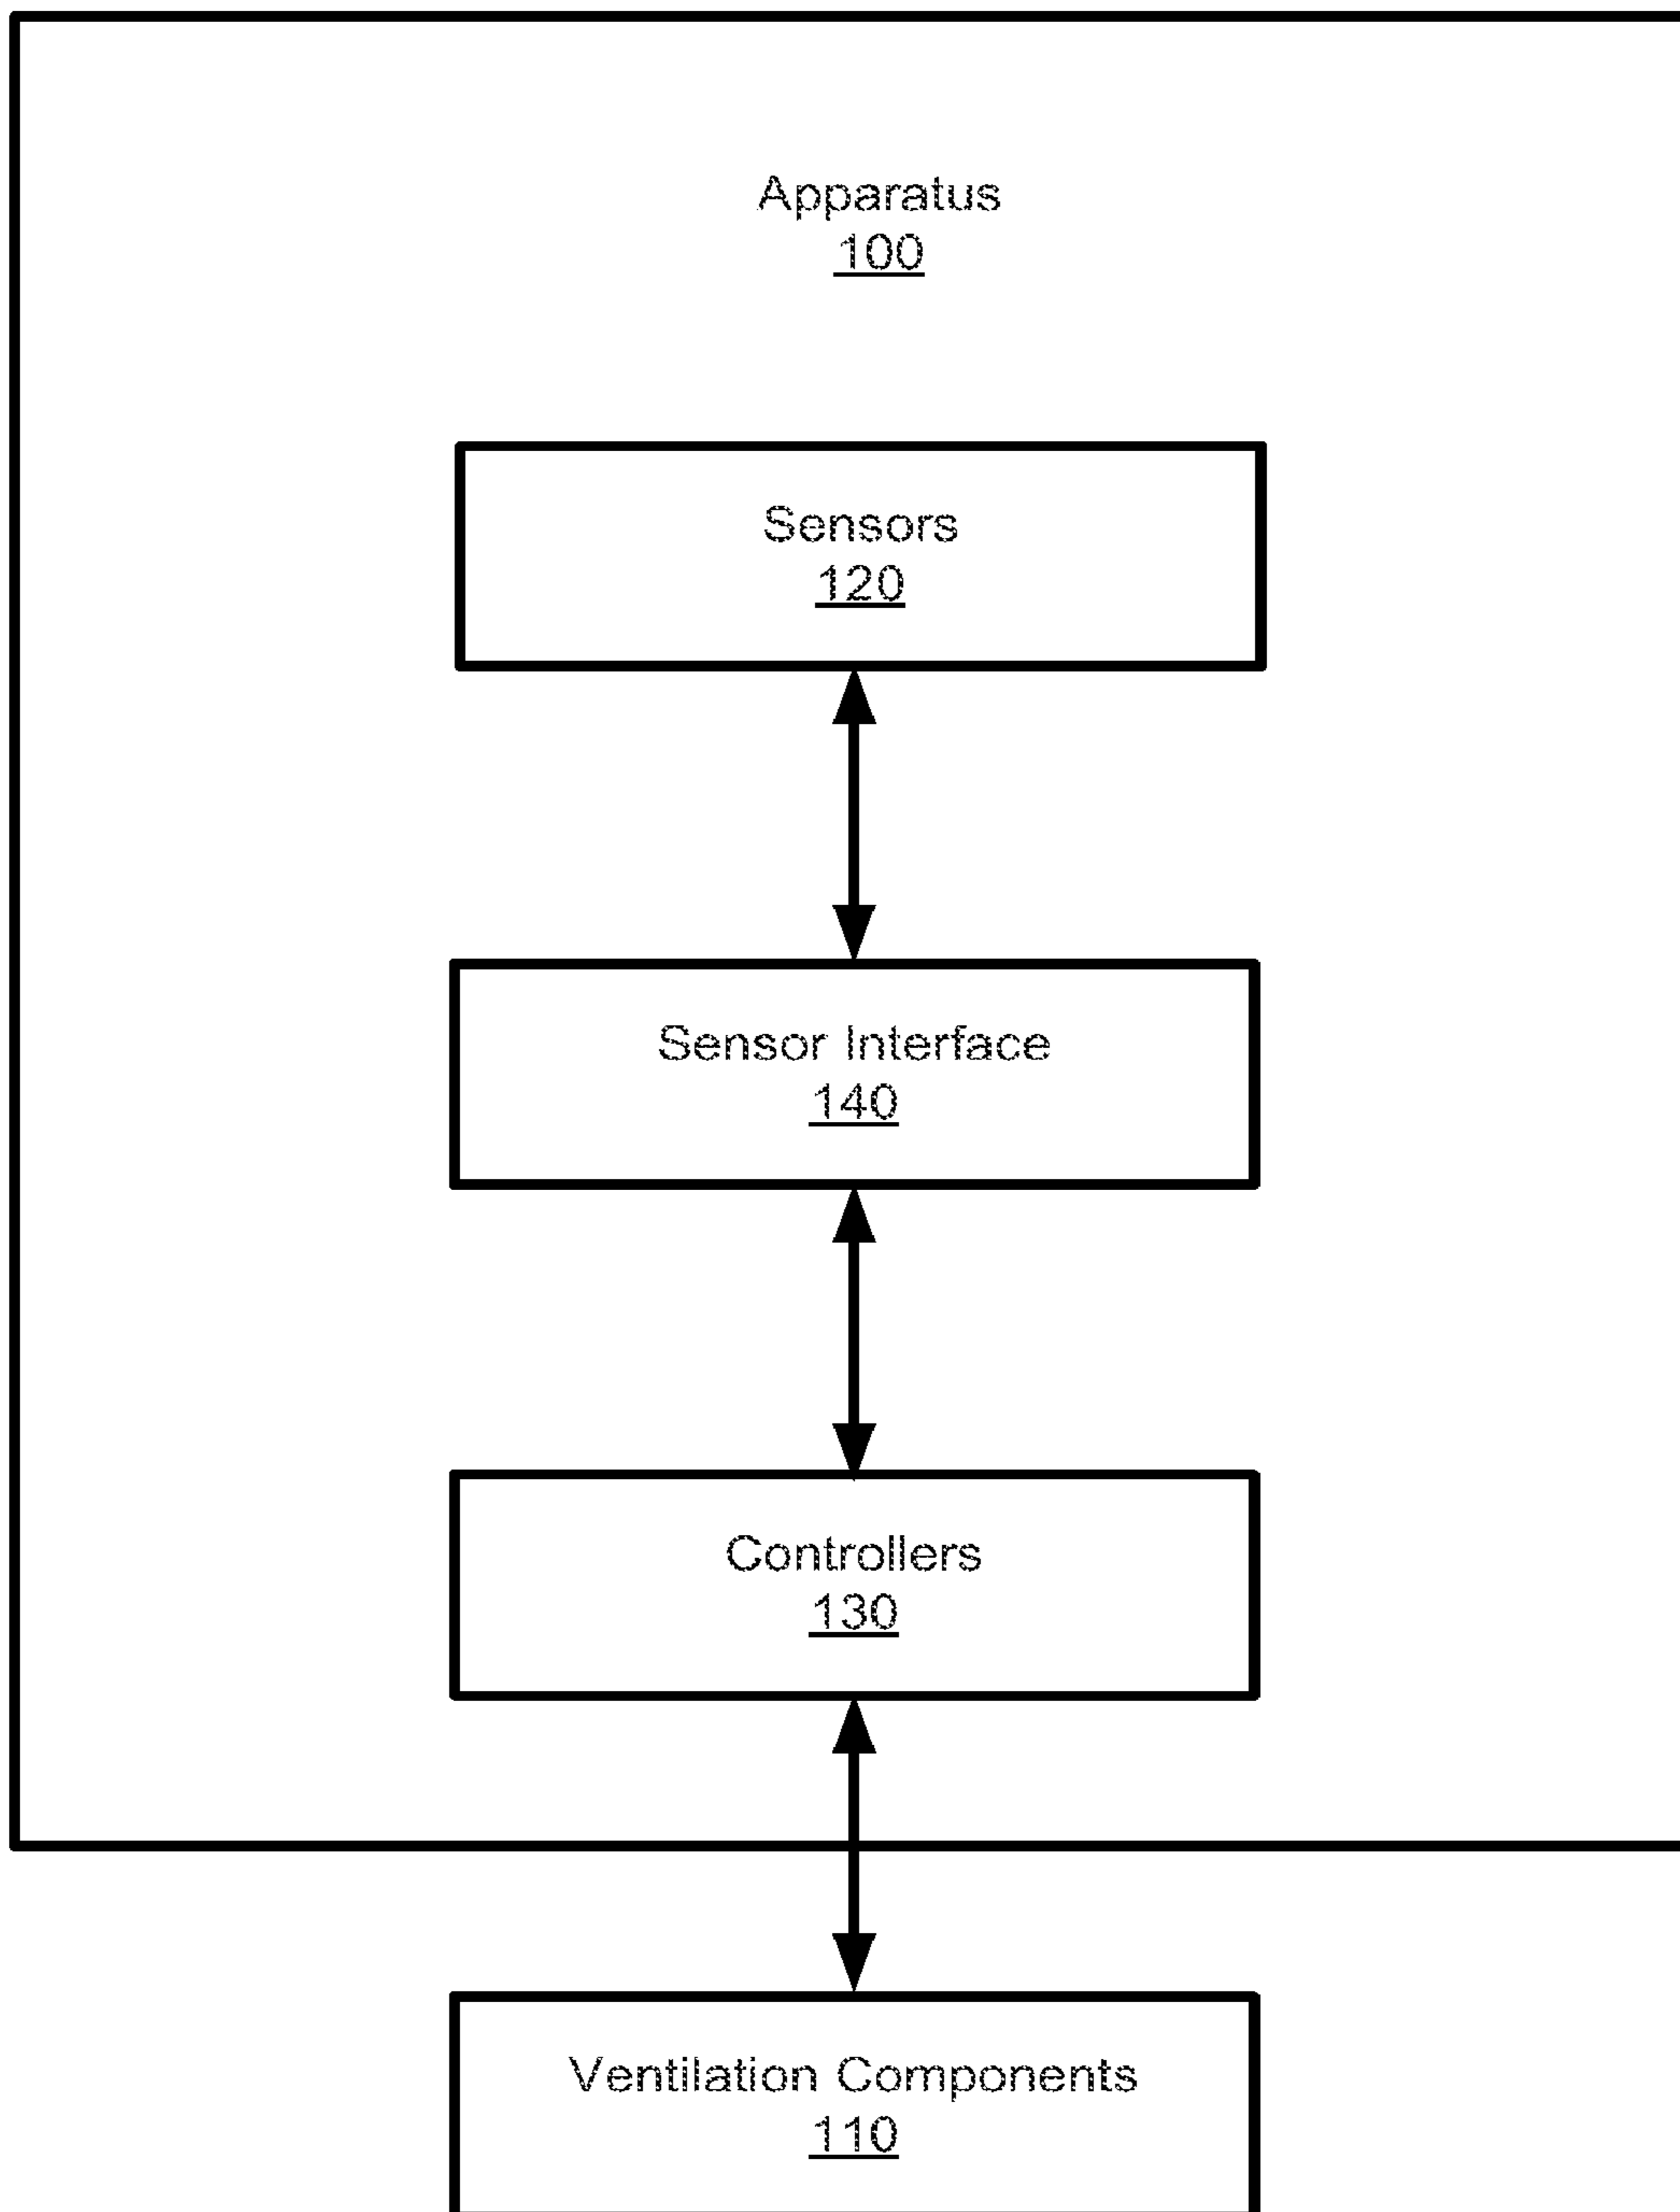 Apparatus
100
Sensors
120
Sensor Interface
140
Controllers
130
Ventilation Components
110